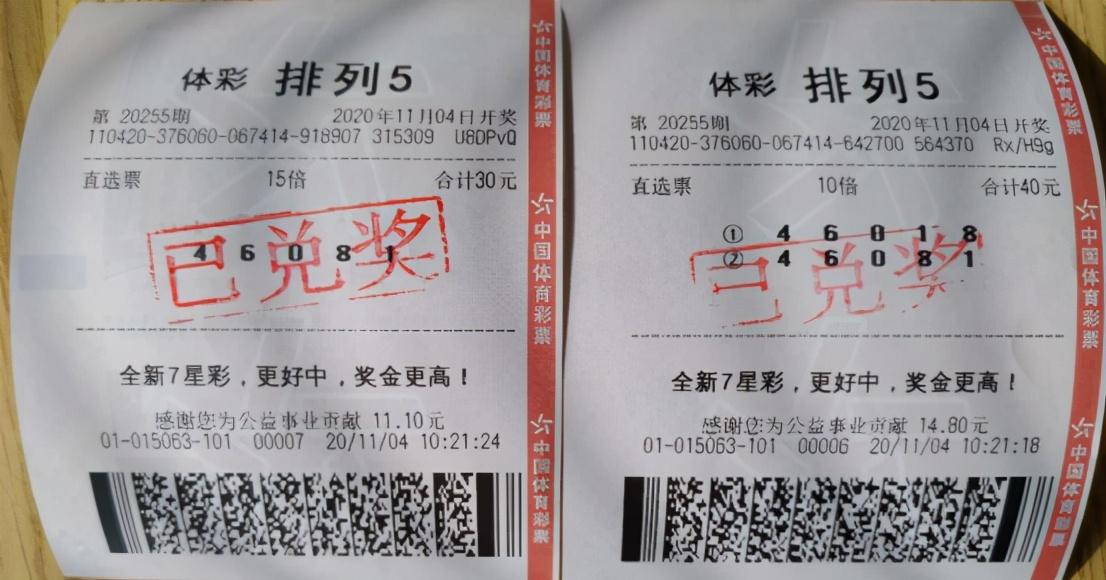 体彩 排列5
第 20255期 2020年11月04日开奖
110420-376060-067414-918907 315309 U8DPvQ
直选票 15倍 合计30元
4 6 0 8 1
已兑奖
全新7星彩，更好中，奖金更高！
感谢您为公益事业贡献 11.10元
01-015063-101 00007 20/11/04 10:21:24
中国体育彩票
中国体育彩票
中国体育彩票
体彩 排列5
第 20255期 2020年11月04日开奖
110420-376060-067414-642700 564370 Rx/H9g
直选票 10倍 合计40元
① 4 6 0 1 8
② 4 6 0 8 1
已兑奖
全新7星彩，更好中，奖金更高！
感谢您为公益事业贡献 14.80元
01-015063-101 00006 20/11/04 10:21:18
中国体育彩票
中国体育彩票
中国体育彩票